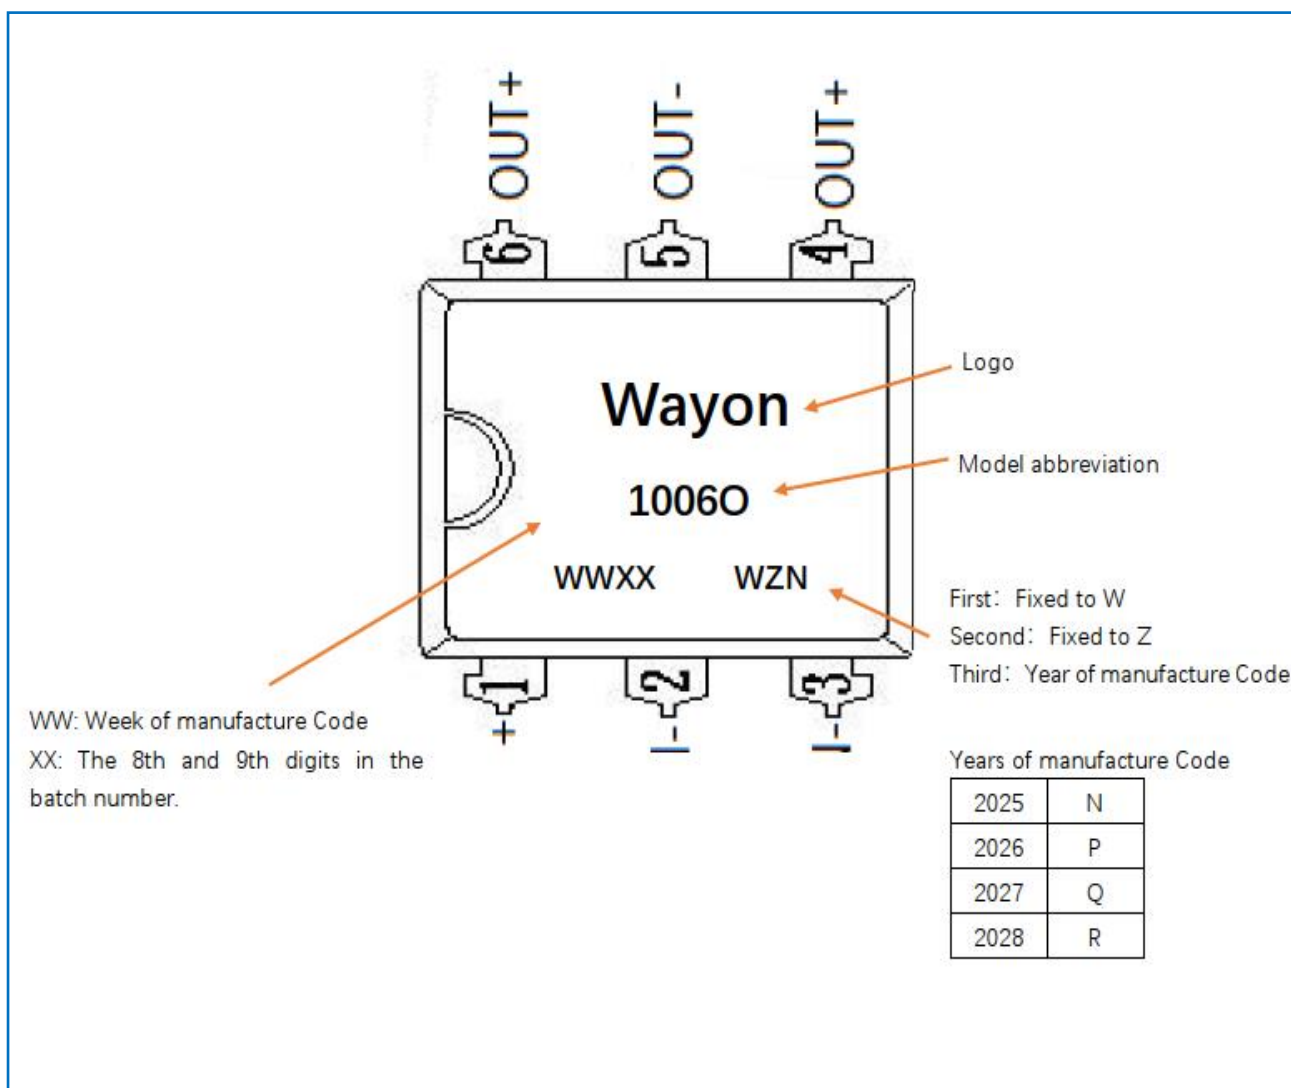 OUT+
OUT-
OUT+
6
5
4
Wayon
Logo
1006O
Model abbreviation
WWXX WZN
First: Fixed to W
Second: Fixed to Z
Third: Year of manufacture Code
1
2
3
+
I-
I-
WW: Week of manufacture Code
XX: The 8th and 9th digits in the
batch number.
Years of manufacture Code
2025 N
2026 P
2027 Q
2028 R